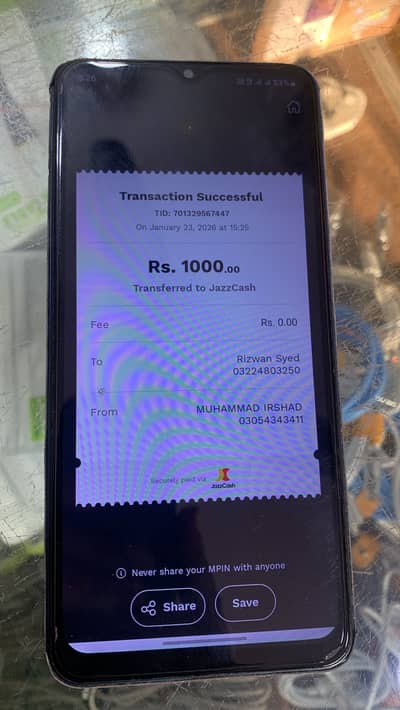 Transaction Successful
TID: 701329567447
On January 23, 2026 at 15:25
Rs. 1000.00
Transferred to JazzCash
Fee
Rs. 0.00
To
Rizwan Syed
03224803250
From
MUHAMMAD IRSHAD
03054343411
Securely paid via
JazzCash
Never share your MPIN with anyone
Share
Save